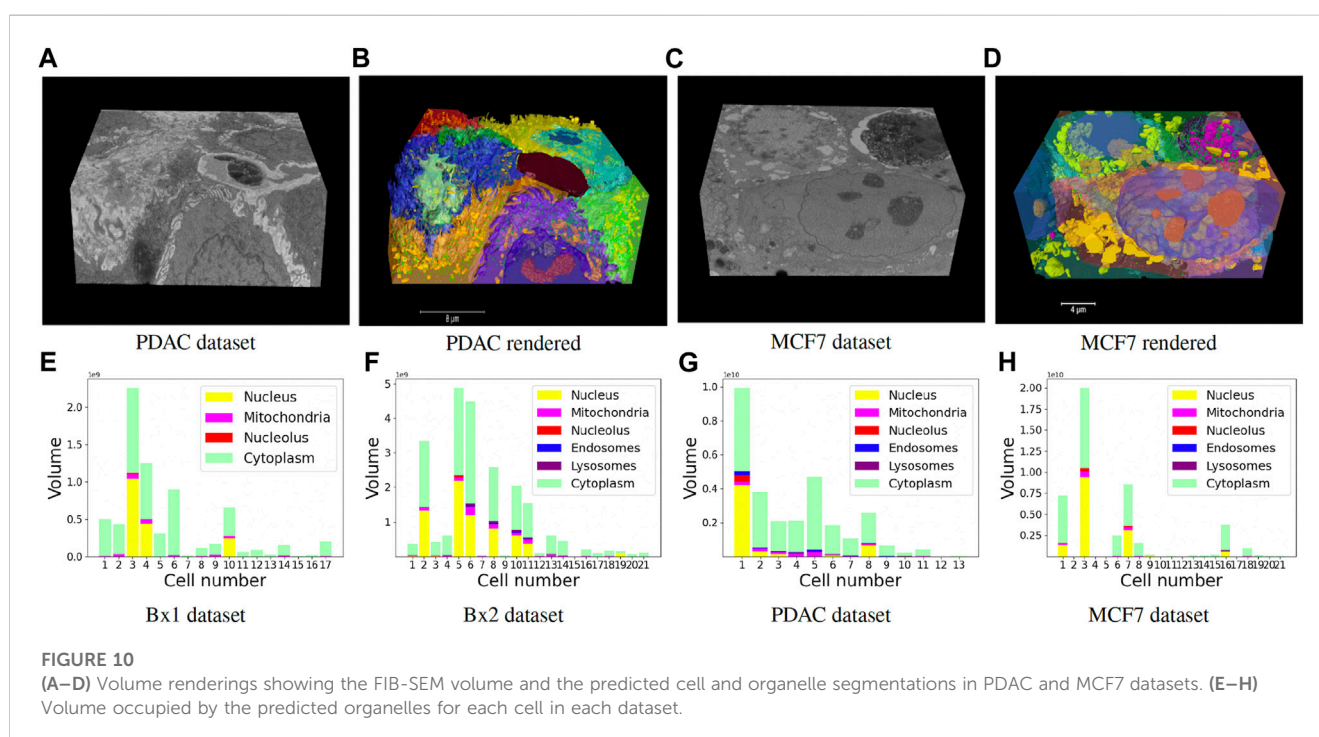 A B C D
8 µm
4 µm
PDAC dataset PDAC rendered MCF7 dataset MCF7 rendered
E F G H
1e9
Volume
2.0
1.5
1.0
0.5
0.0
Nucleus
Mitochondria
Nucleolus
Cytoplasm
1 2 3 4 5 6 7 8 9 10 11 12 13 14 15 16 17
Cell number
Bx1 dataset
1e9
Volume
5
4
3
2
1
Nucleus
Mitochondria
Nucleolus
Endosomes
Lysosomes
Cytoplasm
1 2 3 4 5 6 7 8 9 10 11 12 13 14 15 16 17 18 19 20 21
Cell number
Bx2 dataset
1e10
Volume
1.0
0.8
0.6
0.4
0.2
Nucleus
Mitochondria
Nucleolus
Endosomes
Lysosomes
Cytoplasm
1 2 3 4 5 6 7 8 9 10 11 12 13
Cell number
PDAC dataset
1e10
Volume
2.00
1.75
1.50
1.25
1.00
0.75
0.50
0.25
Nucleus
Mitochondria
Nucleolus
Endosomes
Lysosomes
Cytoplasm
1 2 3 4 5 6 7 8 9 10 11 12 13 14 15 16 17 18 19 20 21
Cell number
MCF7 dataset
FIGURE 10
(A–D) Volume renderings showing the FIB-SEM volume and the predicted cell and organelle segmentations in PDAC and MCF7 datasets. (E–H)
Volume occupied by the predicted organelles for each cell in each dataset.